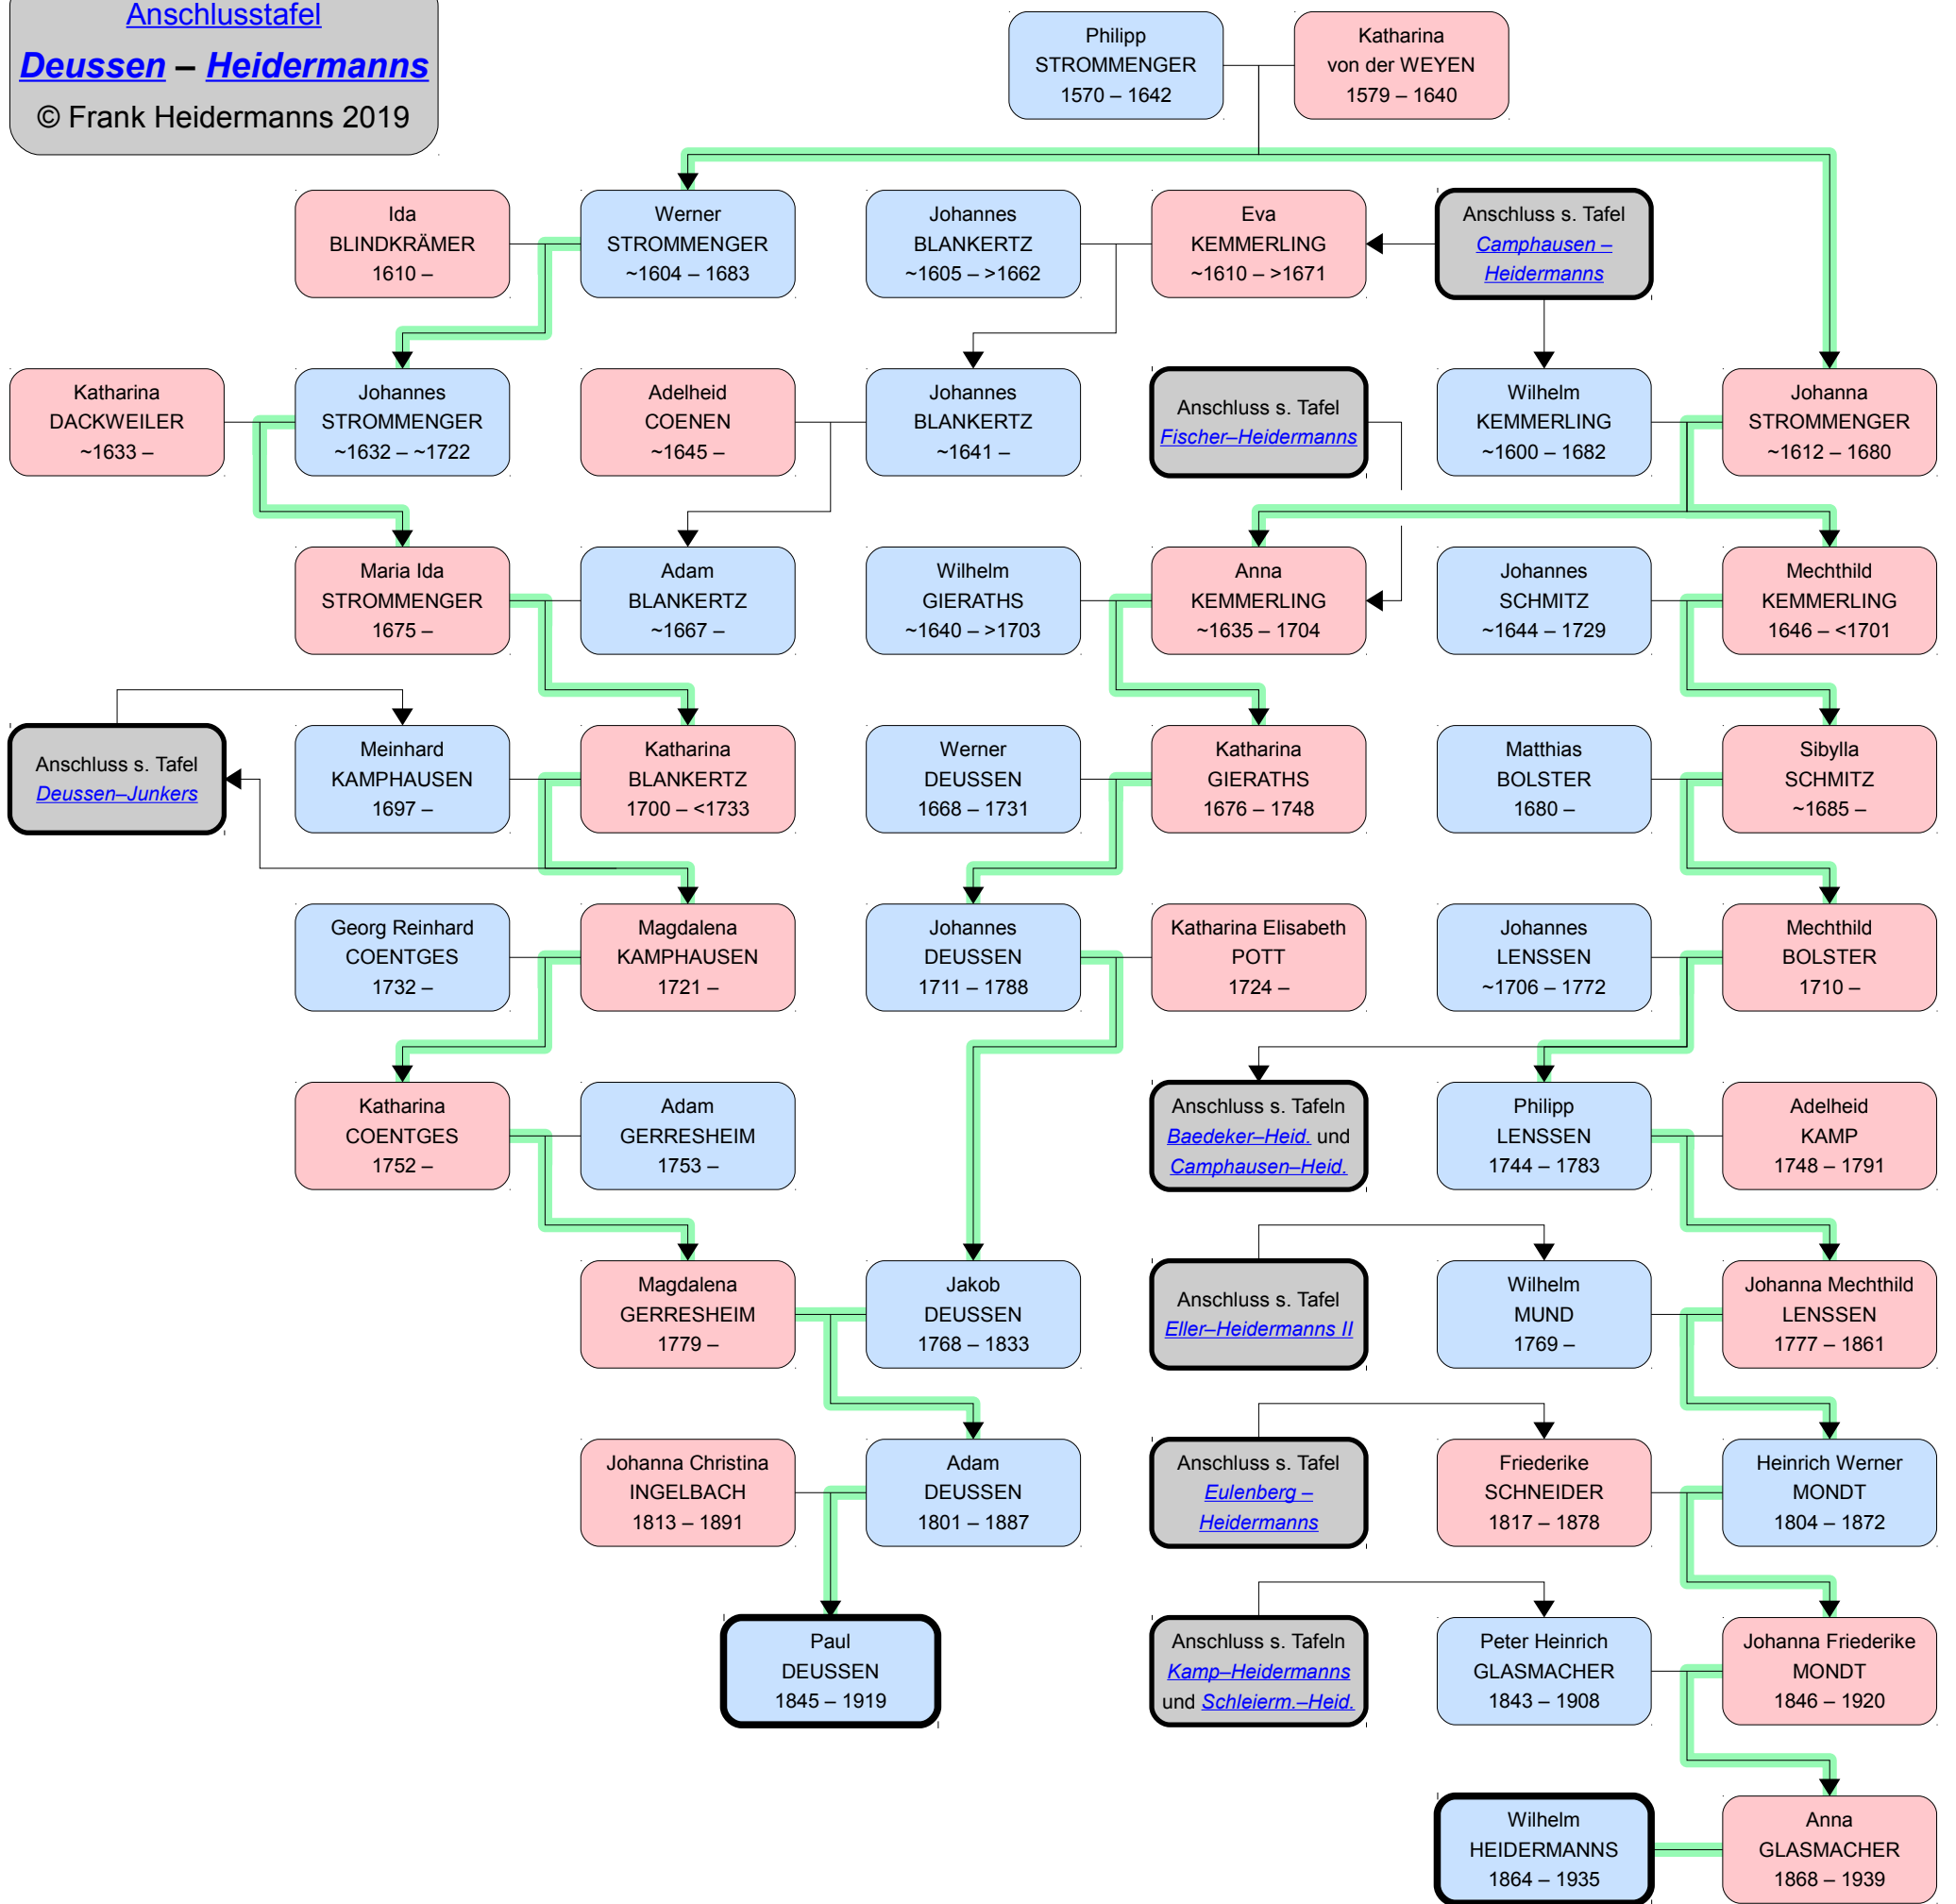 Anschlusstafel
Deussen – Heidermanns
© Frank Heidermanns 2019
Philipp
STROMMENGER
1570 – 1642
Katharina
von der WEYEN
1579 – 1640
Ida
BLINDKRÄMER
1610 –
Werner
STROMMENGER
~1604 – 1683
Johannes
BLANKERTZ
~1605 – >1662
Eva
KEMMERLING
~1610 – >1671
Anschluss s. Tafel
Camphausen –
Heidermanns
Katharina
DACKWEILER
~1633 –
Johannes
STROMMENGER
~1632 – ~1722
Adelheid
COENEN
~1645 –
Johannes
BLANKERTZ
~1641 –
Anschluss s. Tafel
Fischer–Heidermanns
Wilhelm
KEMMERLING
~1600 – 1682
Johanna
STROMMENGER
~1612 – 1680
Maria Ida
STROMMENGER
1675 –
Adam
BLANKERTZ
~1667 –
Wilhelm
GIERATHS
~1640 – >1703
Anna
KEMMERLING
~1635 – 1704
Johannes
SCHMITZ
~1644 – 1729
Mechthild
KEMMERLING
1646 – <1701
Anschluss s. Tafel
Deussen–Junkers
Meinhard
KAMPHAUSEN
1697 –
Katharina
BLANKERTZ
1700 – <1733
Werner
DEUSSEN
1668 – 1731
Katharina
GIERATHS
1676 – 1748
Matthias
BOLSTER
1680 –
Sibylla
SCHMITZ
~1685 –
Georg Reinhard
COENTGES
1732 –
Magdalena
KAMPHAUSEN
1721 –
Johannes
DEUSSEN
1711 – 1788
Katharina Elisabeth
POTT
1724 –
Johannes
LENSSEN
~1706 – 1772
Mechthild
BOLSTER
1710 –
Katharina
COENTGES
1752 –
Adam
GERRESHEIM
1753 –
Anschluss s. Tafeln
Baedeker–Heid. und
Camphausen–Heid.
Philipp
LENSSEN
1744 – 1783
Adelheid
KAMP
1748 – 1791
Magdalena
GERRESHEIM
1779 –
Jakob
DEUSSEN
1768 – 1833
Anschluss s. Tafel
Eller–Heidermanns II
Wilhelm
MUND
1769 –
Johanna Mechthild
LENSSEN
1777 – 1861
Johanna Christina
INGELBACH
1813 – 1891
Adam
DEUSSEN
1801 – 1887
Anschluss s. Tafel
Eulenberg –
Heidermanns
Friederike
SCHNEIDER
1817 – 1878
Heinrich Werner
MONDT
1804 – 1872
Paul
DEUSSEN
1845 – 1919
Anschluss s. Tafeln
Kamp–Heidermanns
und Schleierm.–Heid.
Peter Heinrich
GLASMACHER
1843 – 1908
Johanna Friederike
MONDT
1846 – 1920
Wilhelm
HEIDERMANNS
1864 – 1935
Anna
GLASMACHER
1868 – 1939